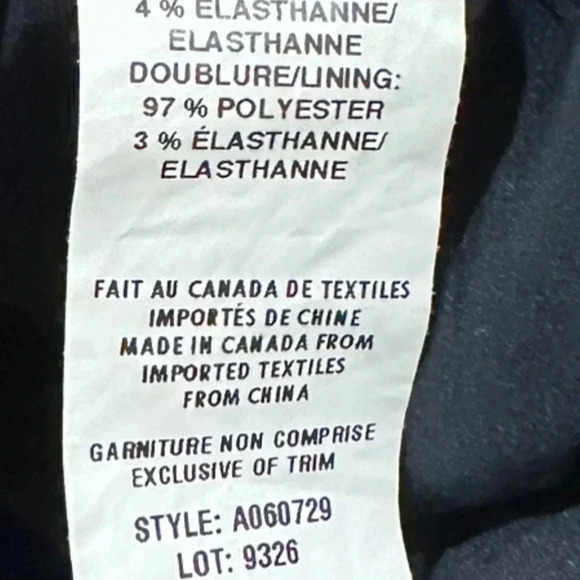 4 % ÉLASTHANNE/
ELASTHANNE
DOUBLURE/LINING:
97 % POLYESTER
3 % ÉLASTHANNE/
ELASTHANNE
FAIT AU CANADA DE TEXTILES
IMPORTÉS DE CHINE
MADE IN CANADA FROM
IMPORTED TEXTILES
FROM CHINA
GARNITURE NON COMPRISE
EXCLUSIVE OF TRIM
STYLE: A060729
LOT: 9326